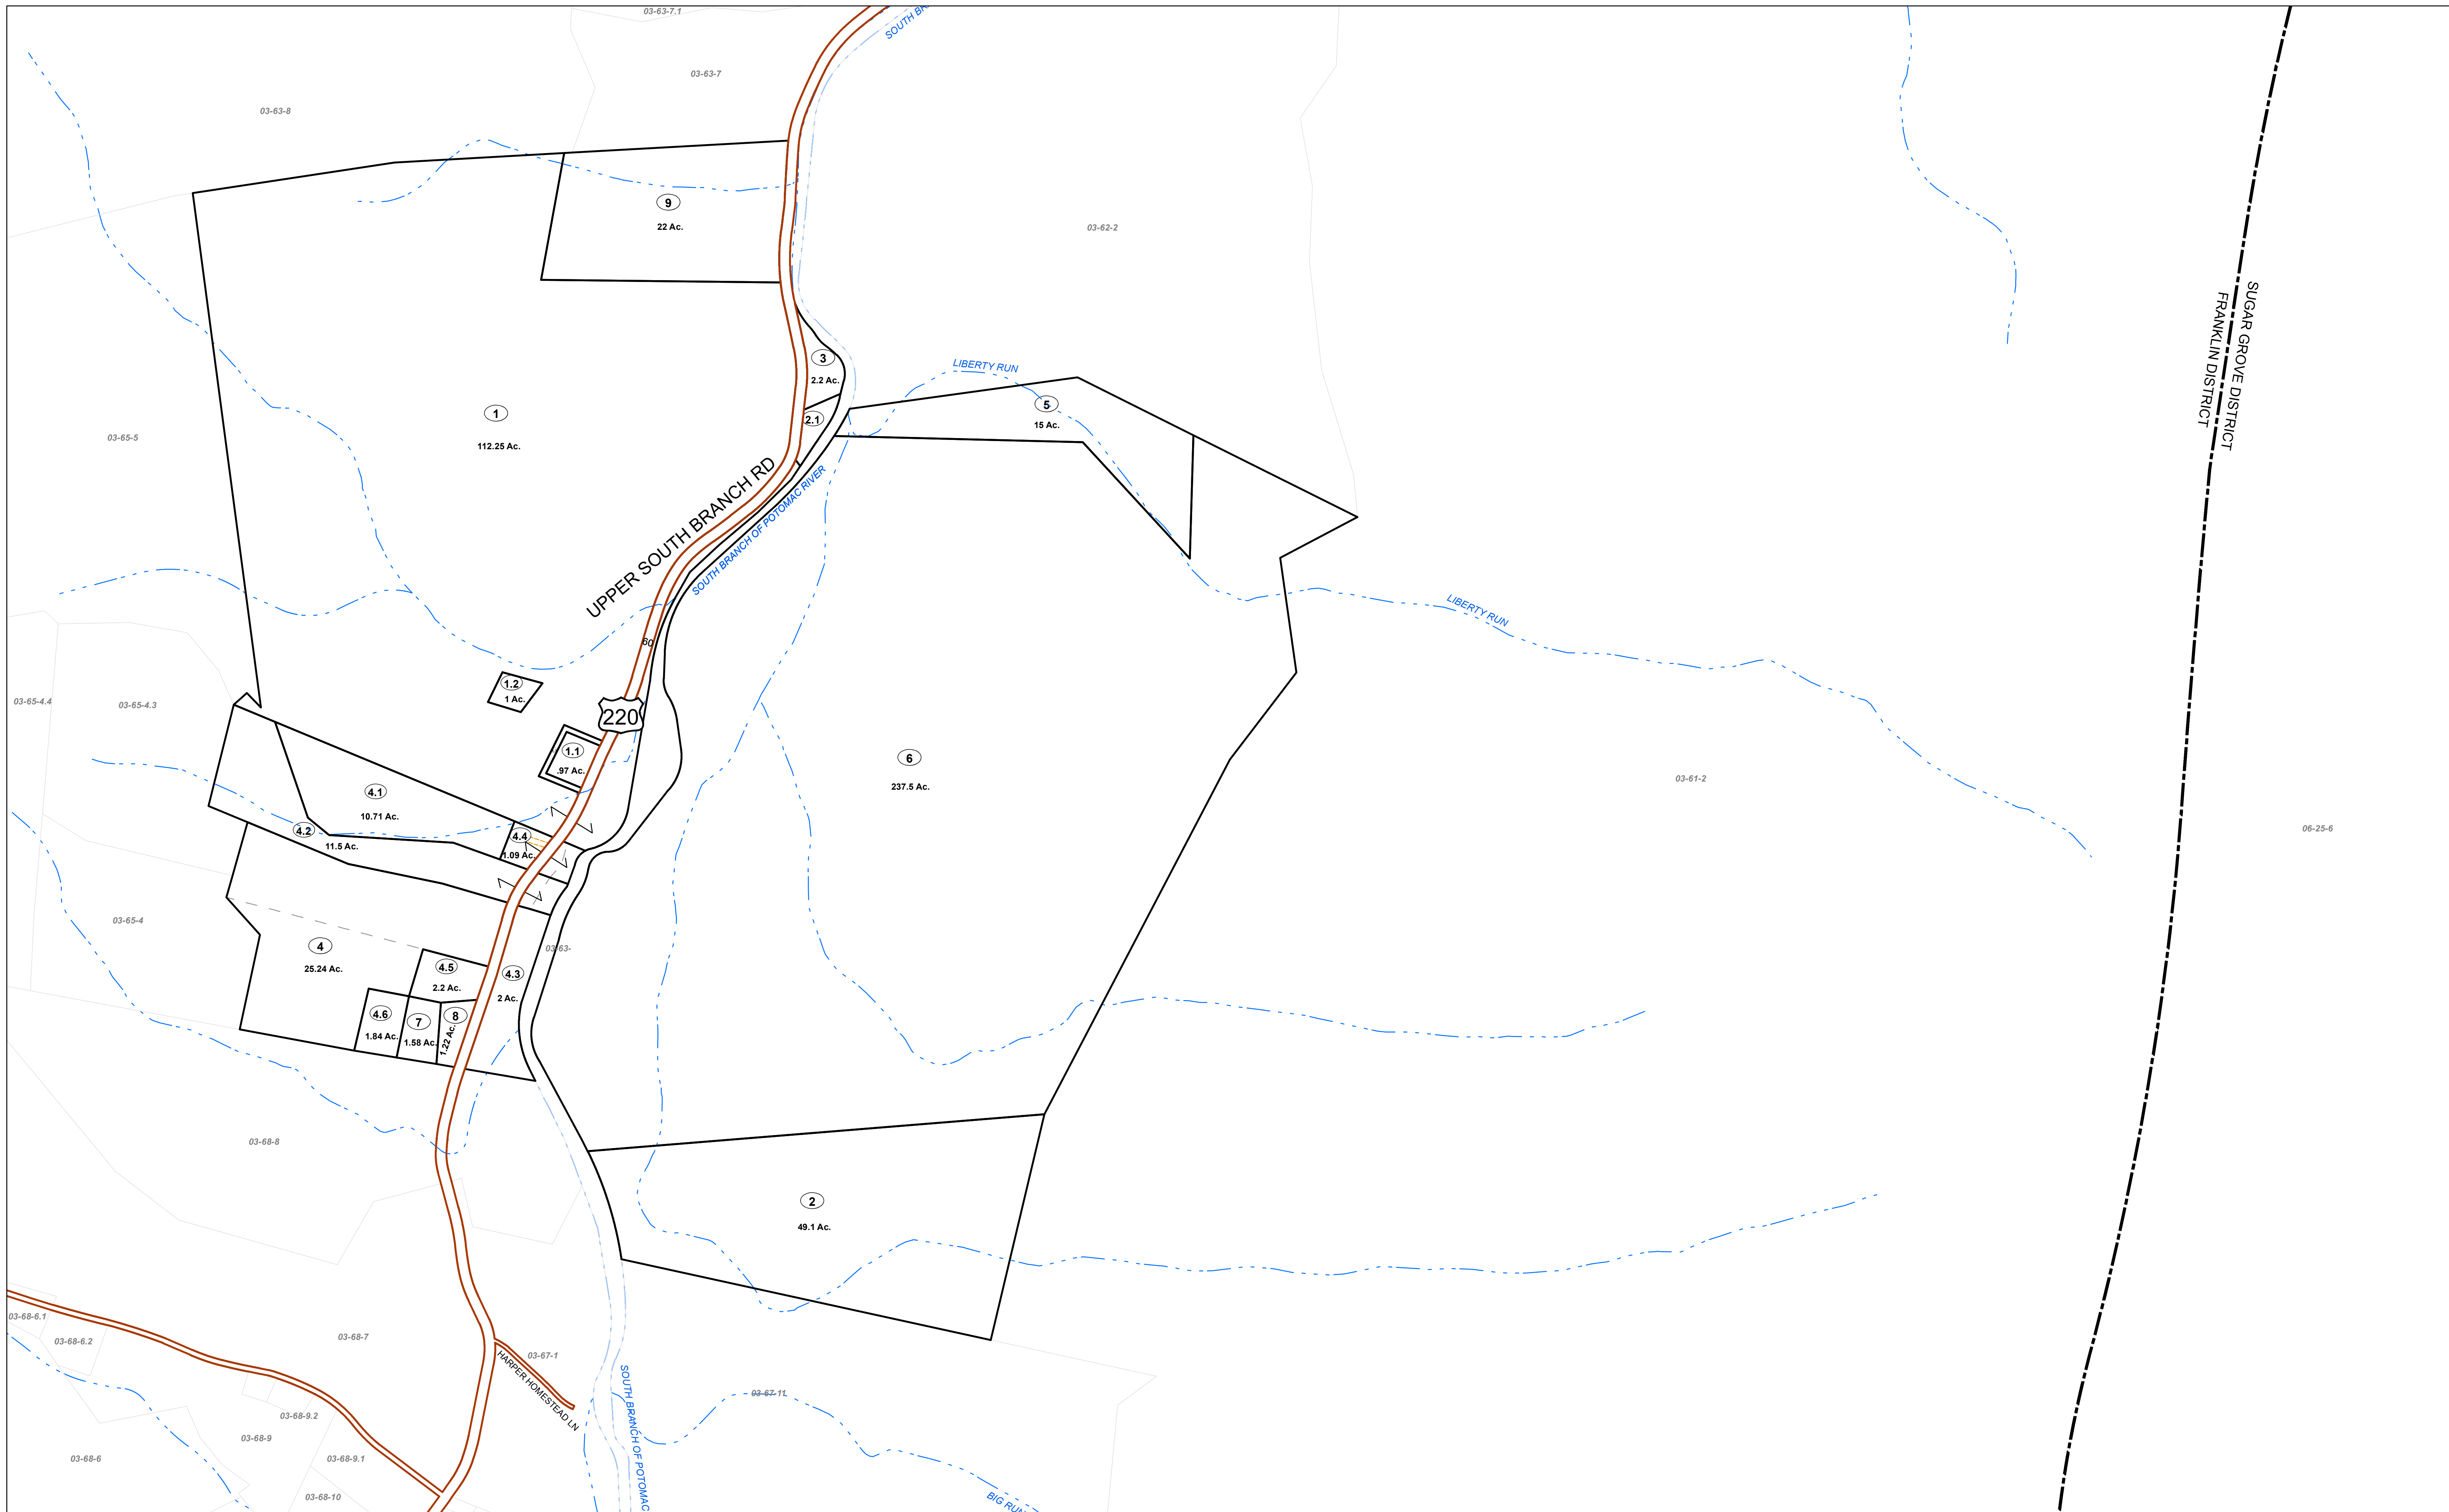 03-63-7.1
SOUTH BR
03-63-7
03-63-8
9
22 Ac.
03-62-2
SUGAR GROVE DISTRICT
FRANKLIN DISTRICT
3
2.2 Ac.
LIBERTY RUN
5
15 Ac.
1
112.25 Ac.
2.1
03-65-5
UPPER SOUTH BRANCH RD
SOUTH BRANCH OF POTOMAC RIVER
LIBERTY RUN
60
1.2
1 Ac.
03-65-4.4
03-65-4.3
220
1.1
.97 Ac.
6
237.5 Ac.
03-61-2
4.1
10.71 Ac.
4.2
11.5 Ac.
4.4
1.09 Ac.
06-25-6
03-65-4
4
25.24 Ac.
03-63-
4.5
2.2 Ac.
4.3
2 Ac.
4.6
1.84 Ac.
7
1.58 Ac.
8
1.22 Ac.
03-68-8
2
49.1 Ac.
03-68-6.1
03-68-6.2
03-68-7
03-67-1
HARPER HOMESTEAD LN
SOUTH BRANCH OF POTOMAC
03-67-11
03-68-9.2
03-68-9
03-68-6
03-68-9.1
03-68-10
BIG RUN